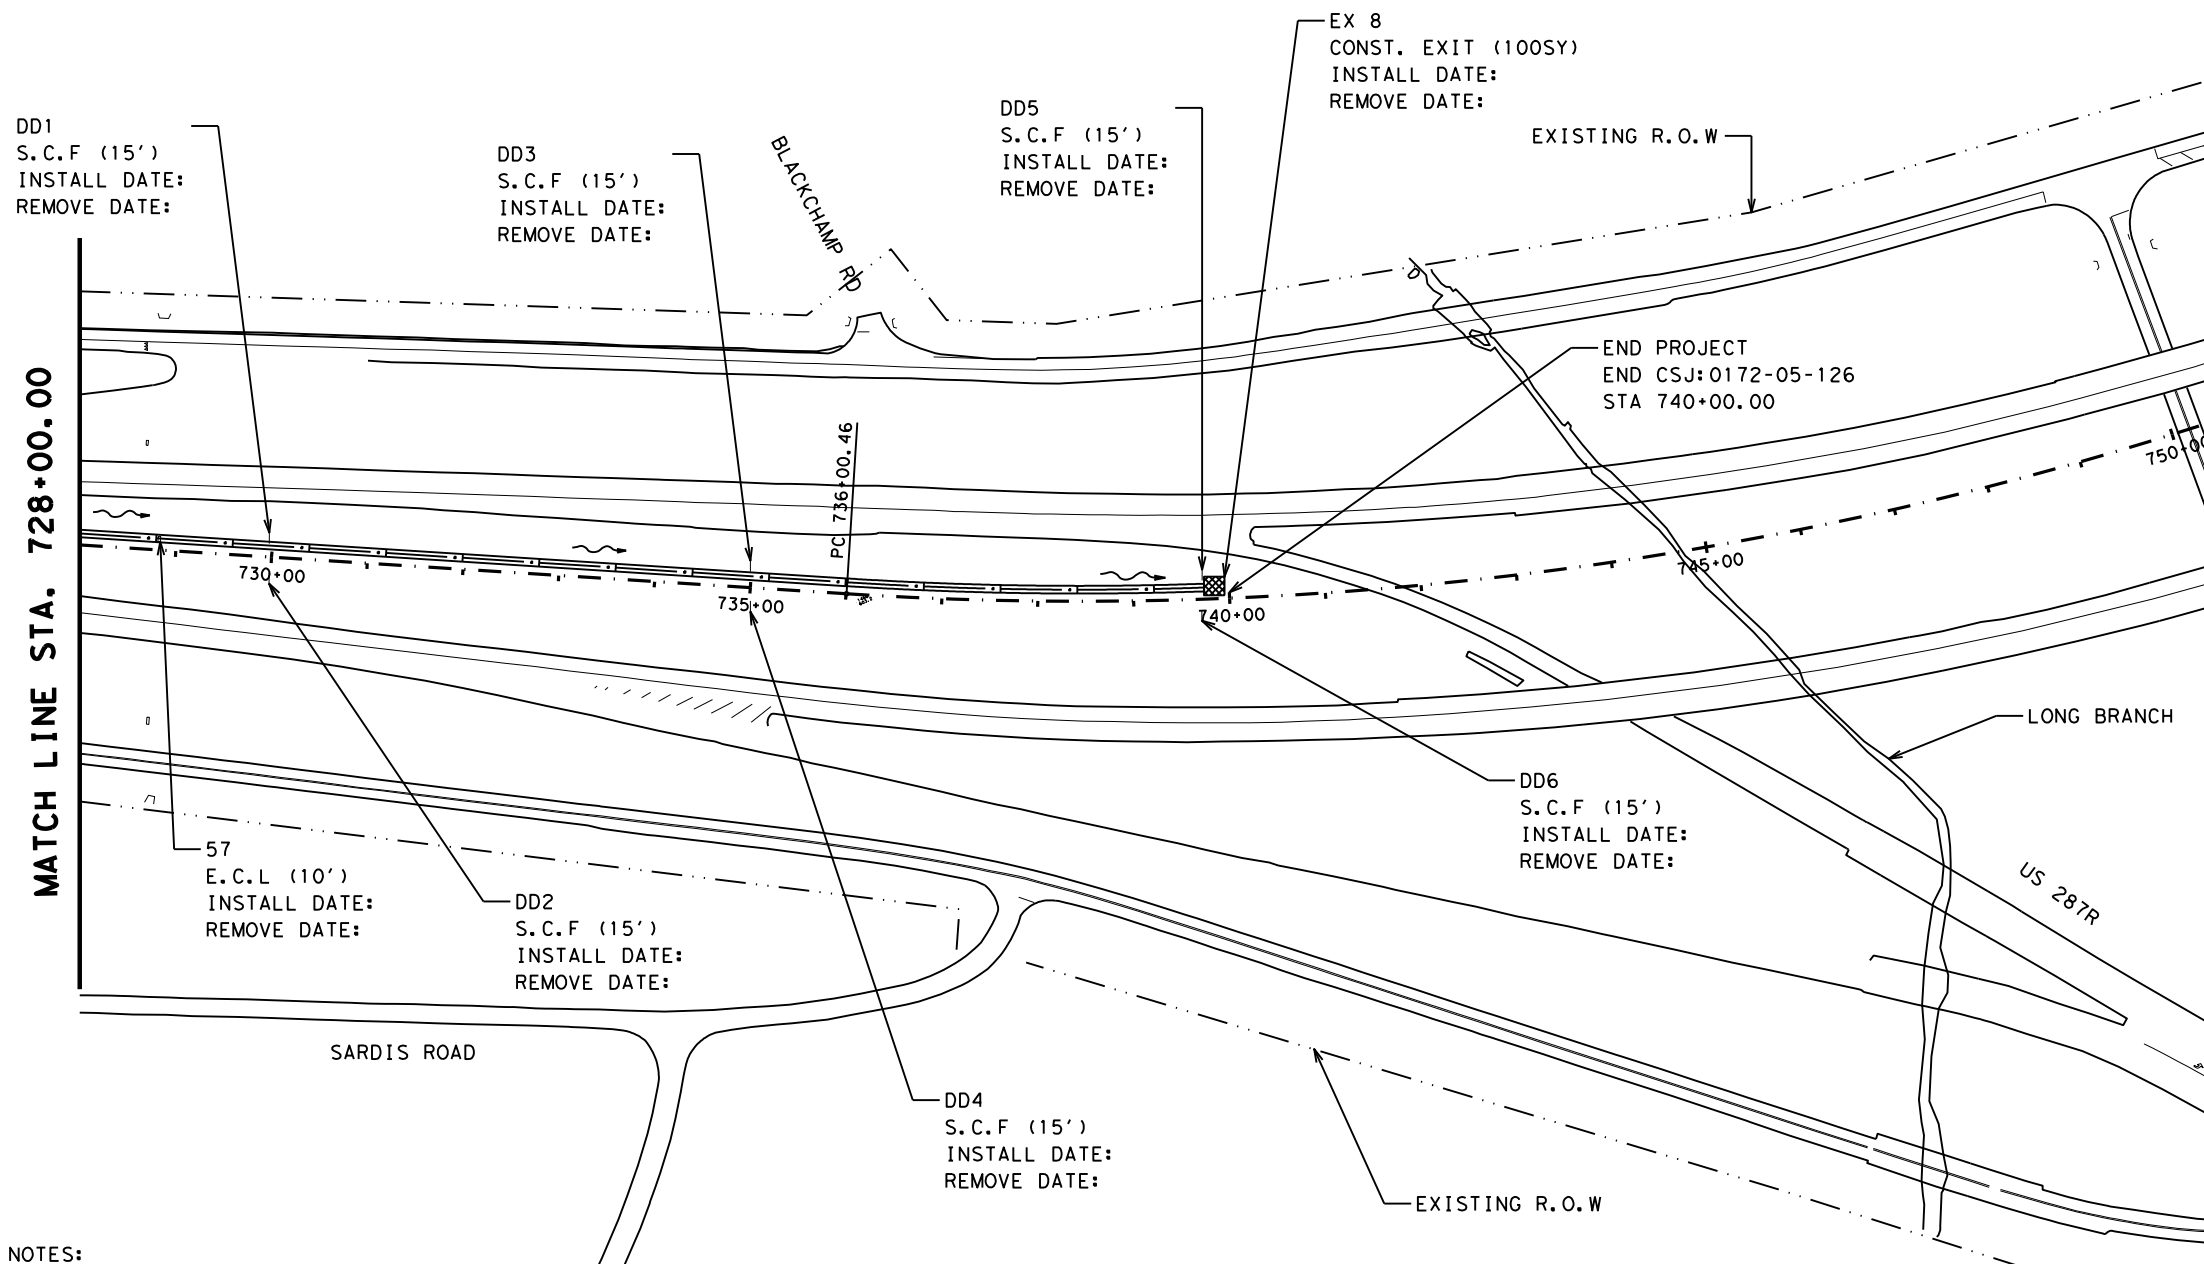 EX 8
CONST. EXIT (100SY)
INSTALL DATE:
REMOVE DATE:
DD5
S.C.F (15')
INSTALL DATE:
REMOVE DATE:
EXISTING R.O.W
DD1
S.C.F (15')
INSTALL DATE:
REMOVE DATE:
DD3
S.C.F (15')
INSTALL DATE:
REMOVE DATE:
BLACKCHAMP RD
END PROJECT
END CSJ:0172-05-126
STA 740+00.00
MATCH LINE STA. 728+00.00
PC 736+00.46
730+00
735+00
740+00
745+00
750+00
LONG BRANCH
DD6
S.C.F (15')
INSTALL DATE:
REMOVE DATE:
57
E.C.L (10')
INSTALL DATE:
REMOVE DATE:
DD2
S.C.F (15')
INSTALL DATE:
REMOVE DATE:
US 287R
SARDIS ROAD
DD4
S.C.F (15')
INSTALL DATE:
REMOVE DATE:
EXISTING R.O.W
NOTES: